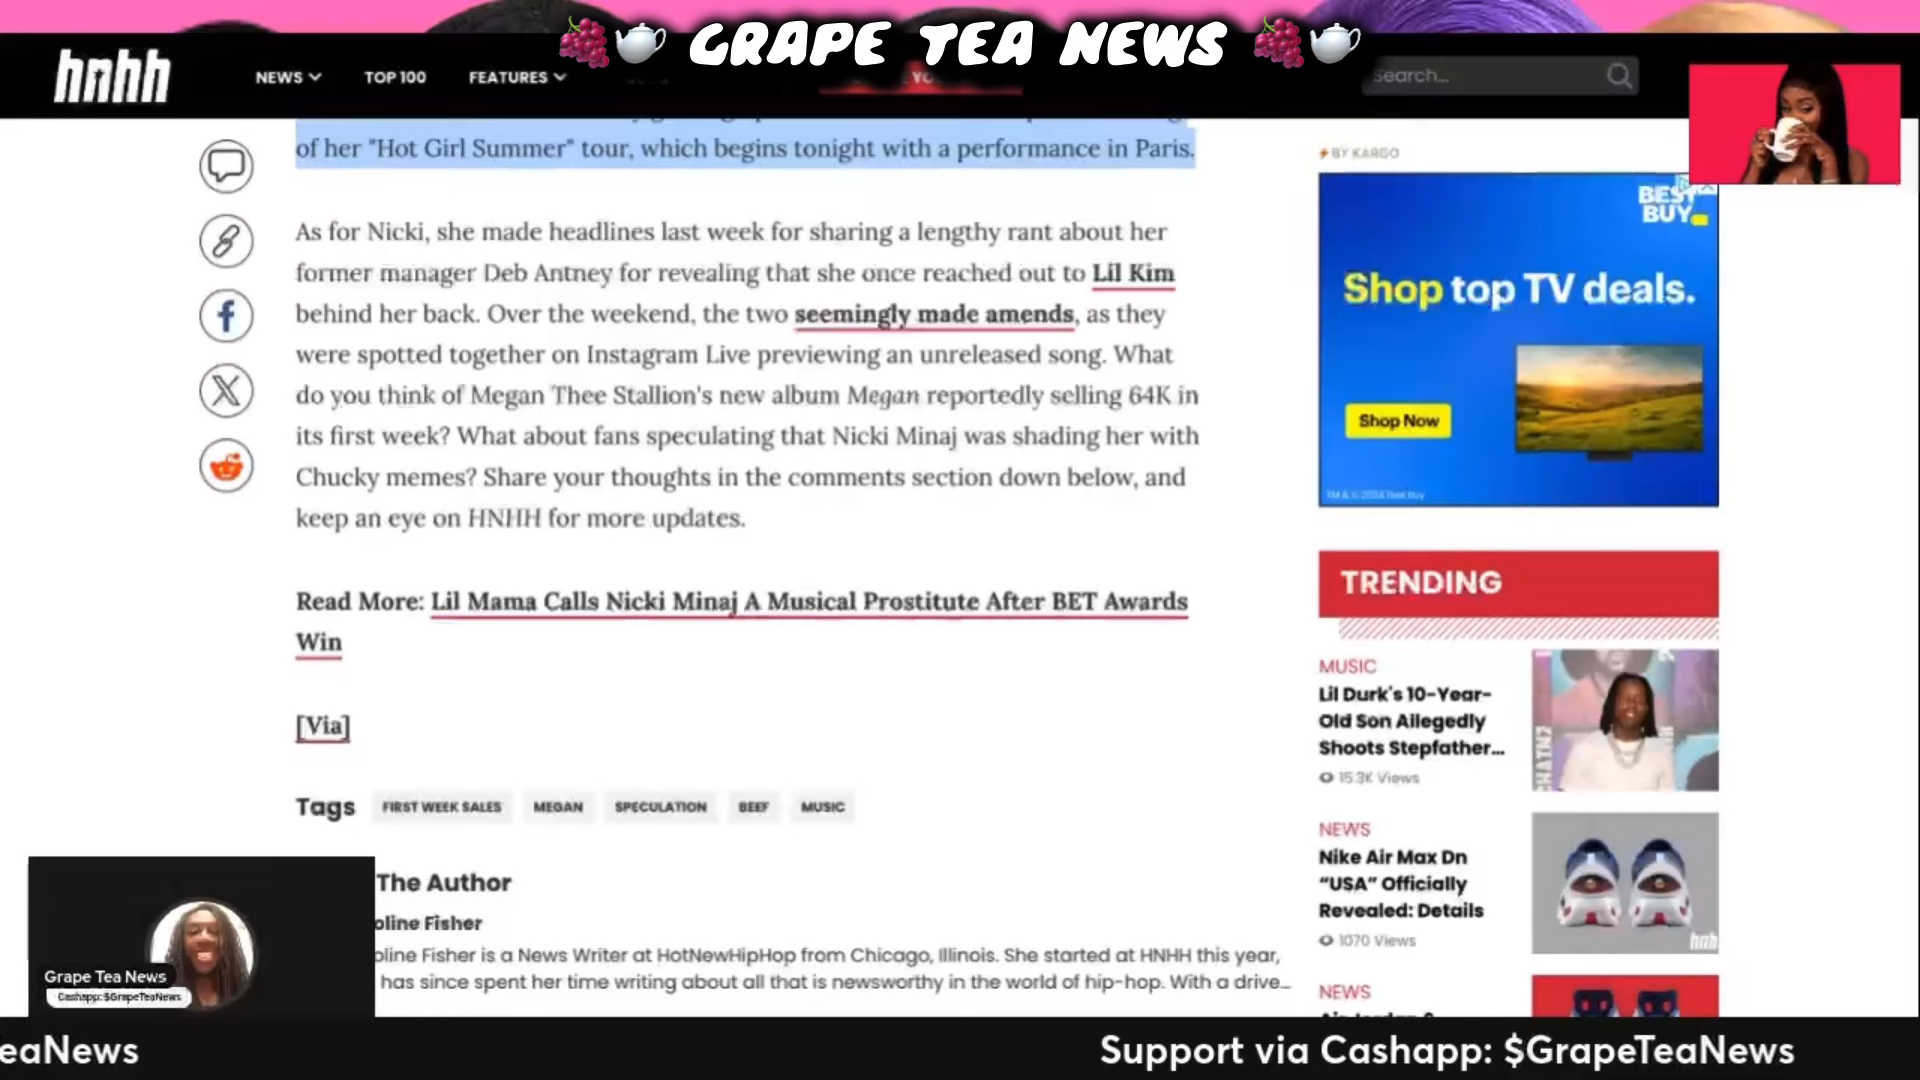 GRAPE TEA NEWS
hnhh
NEWS
TOP 100
FEATURES
Search...
of her "Hot Girl Summer" tour, which begins tonight with a performance in Paris.
As for Nicki, she made headlines last week for sharing a lengthy rant about her
former manager Deb Antney for revealing that she once reached out to Lil Kim
behind her back. Over the weekend, the two seemingly made amends, as they
were spotted together on Instagram Live previewing an unreleased song. What
do you think of Megan Thee Stallion's new album Megan reportedly selling 64K in
its first week? What about fans speculating that Nicki Minaj was shading her with
Chucky memes? Share your thoughts in the comments section down below, and
keep an eye on HNHH for more updates.
Read More: Lil Mama Calls Nicki Minaj A Musical Prostitute After BET Awards
Win
[Via]
Tags
FIRST WEEK SALES
MEGAN
SPECULATION
BEEF
MUSIC
The Author
oline Fisher
oline Fisher is a News Writer at HotNewHipHop from Chicago, Illinois. She started at HNHH this year,
has since spent her time writing about all that is newsworthy in the world of hip-hop. With a drive...
BY KARGO
BEST
BUY
Shop top TV deals.
Shop Now
TM & © 2024 Best Buy
TRENDING
MUSIC
Lil Durk's 10-Year-
Old Son Allegedly
Shoots Stepfather...
15.3K Views
NEWS
Nike Air Max Dn
“USA” Officially
Revealed: Details
1070 Views
hnhh
NEWS
Grape Tea News
Cashapp: $GrapeTeaNews
eaNews
Support via Cashapp: $GrapeTeaNews